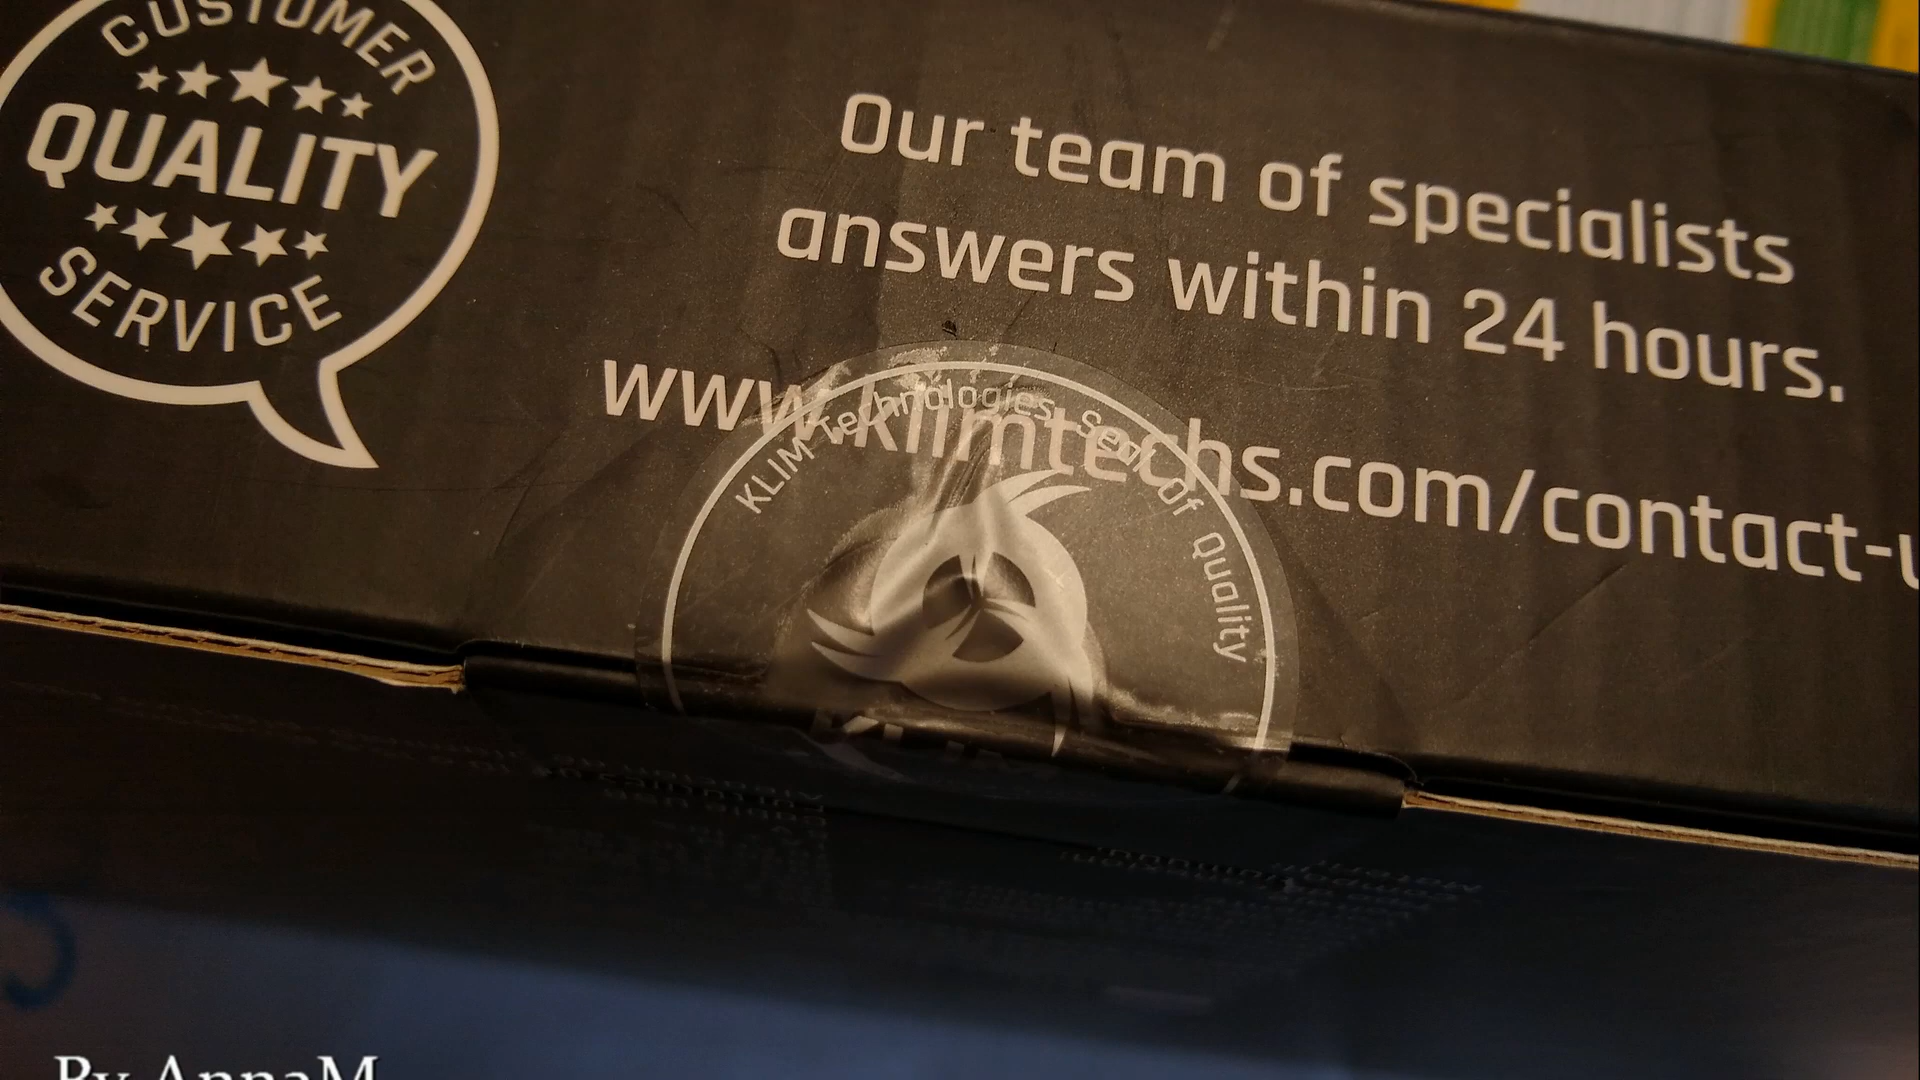 CUSTOMER
QUALITY
SERVICE
Our team of specialists
answers within 24 hours.
www.klimtechs.com/contact-u
KLIM Technologies Seal of Quality
KLIM
By AnnaM